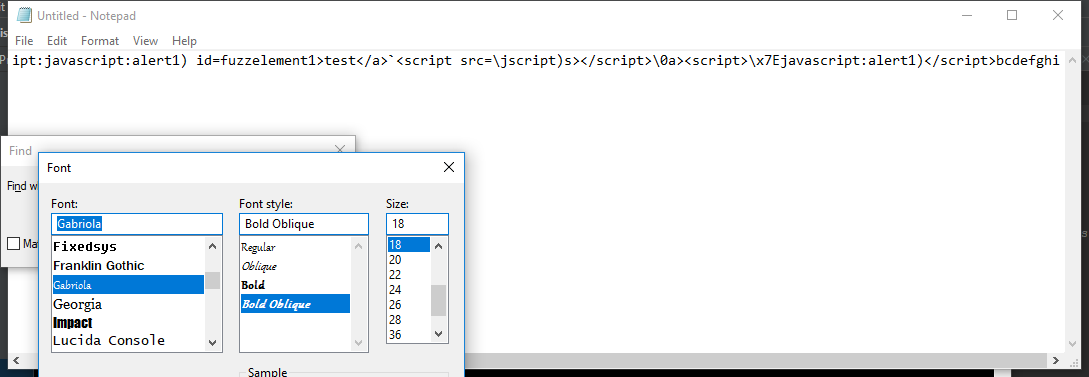 Untitled - Notepad
File Edit Format View Help
ipt:javascript:alert1) id=fuzzelement1>test</a>`<script src=\jscript)s></script>\0a><script>\x7Ejavascript:alert1)</script>bcdefghi
Find
Font
Find w
Font:
Font style:
Size:
Gabriola
Bold Oblique
18
Ma
Fixedsys
Franklin Gothic
Gabriola
Georgia
Impact
Lucida Console
Regular
Oblique
Bold
Bold Oblique
18
20
22
24
26
28
36
Sample